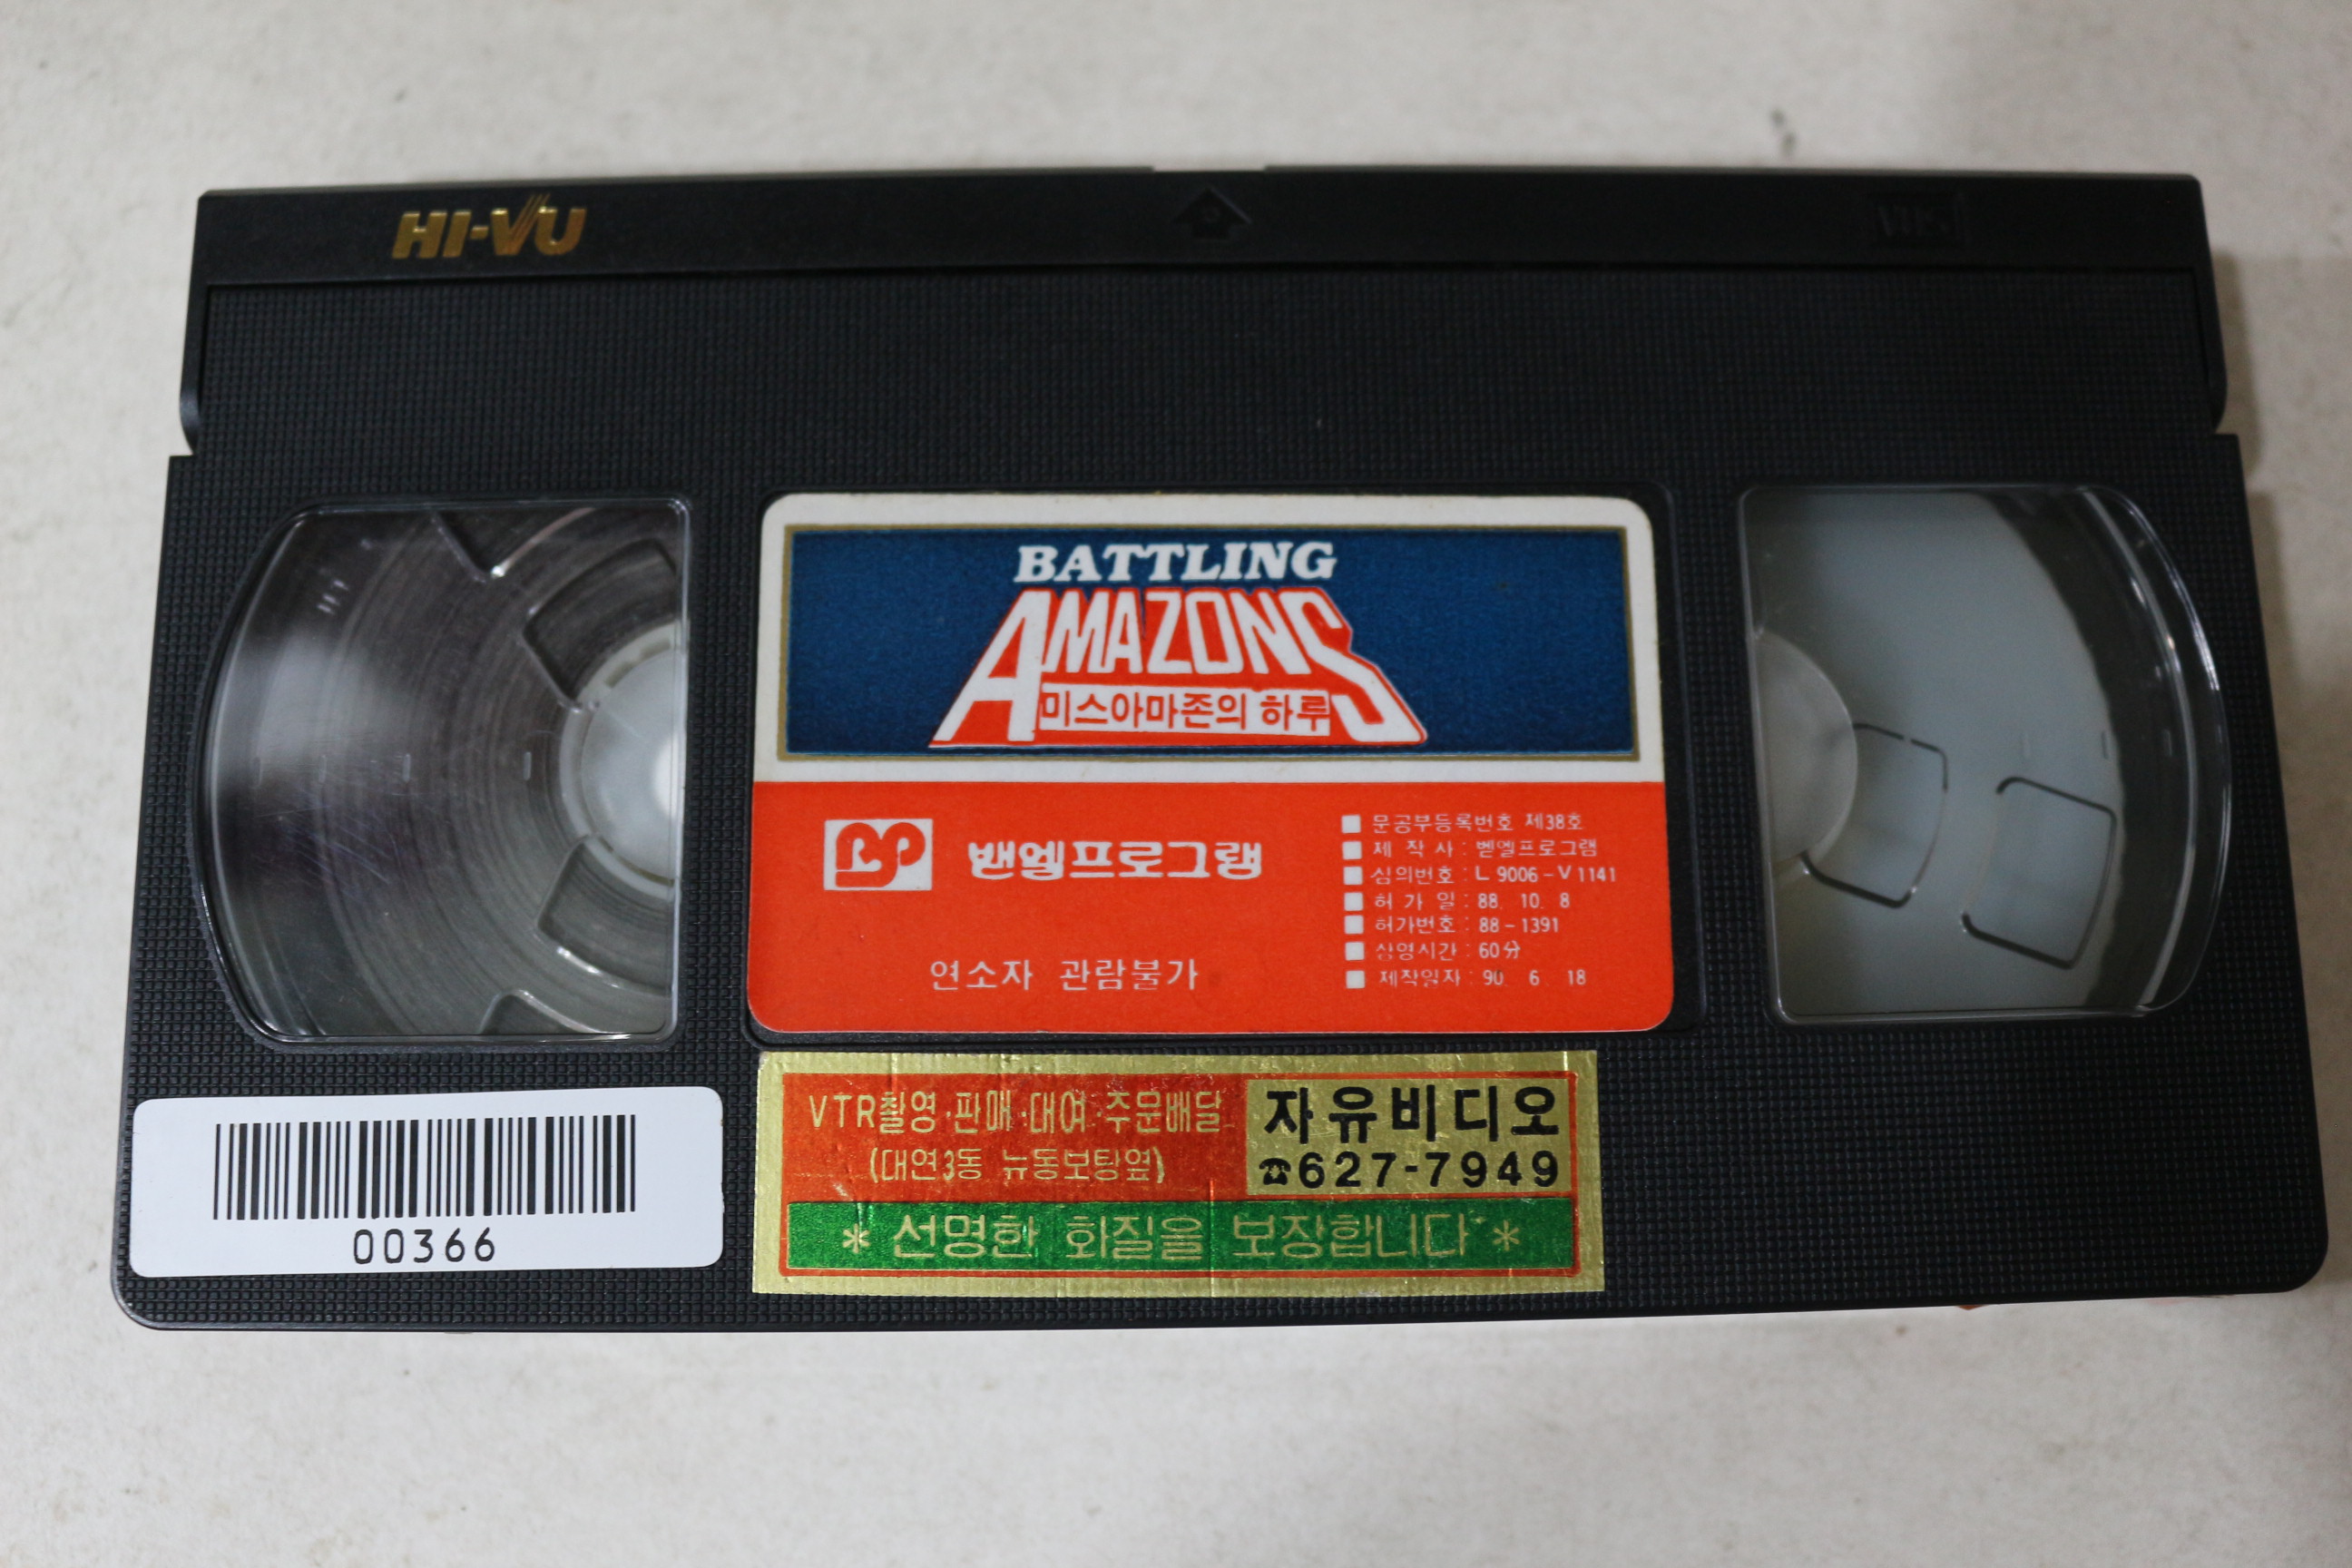 HI-VU
VHS
BATTLING
AMAZONS
미스아마존의 하루
BP
밴엘프로그램
연소자 관람불가
문공부등록번호 제38호
제 작 사 : 벧엘프로그램
심의번호 : L 9006-V1141
허 가 일 : 88. 10. 8
허가번호 : 88-1391
상영시간 : 60分
제작일자 : 90. 6. 18
VTR촬영·판매·대여·주문배달
(대연3동 뉴동보탕옆)
자유비디오
☎627-7949
* 선명한 화질을 보장합니다 *
00366